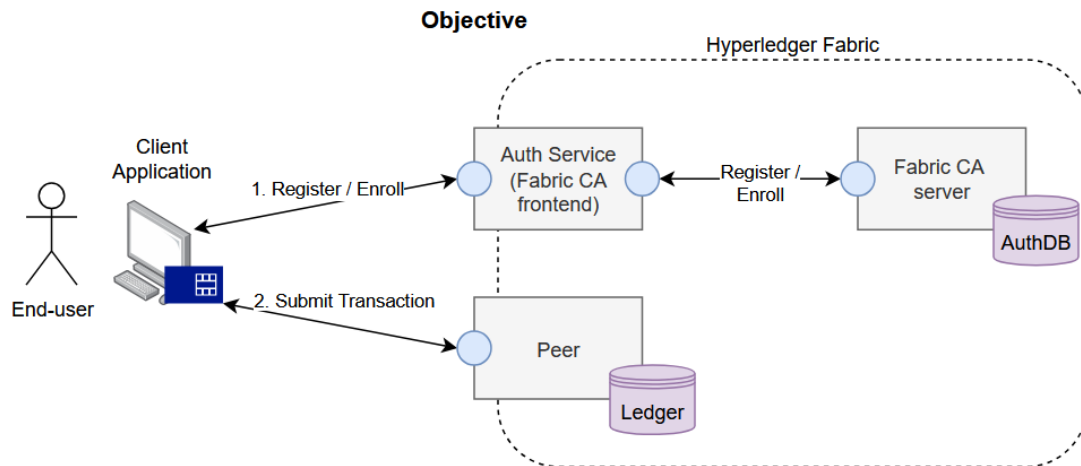 Objective
Hyperledger Fabric
Client
Application
End-user
1. Register / Enroll
Auth Service
(Fabric CA
frontend)
Register /
Enroll
Fabric CA
server
AuthDB
2. Submit Transaction
Peer
Ledger